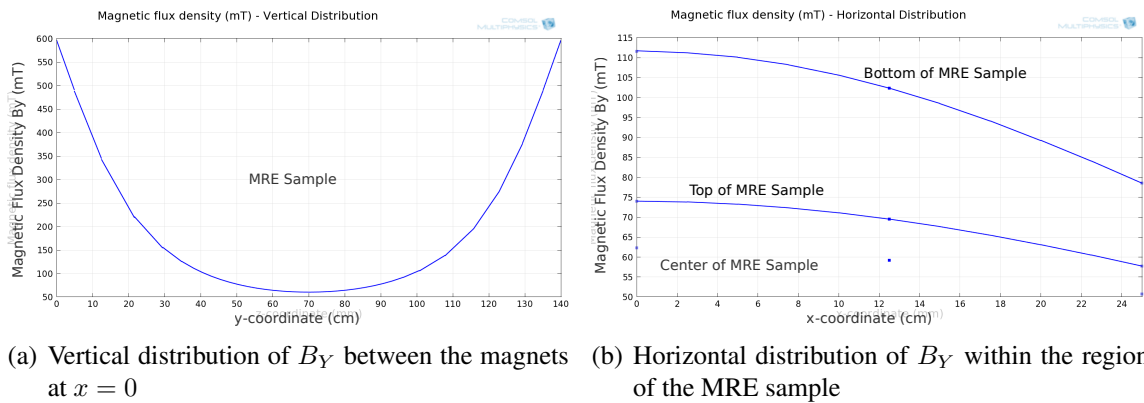 Magnetic flux density (mT) - Vertical Distribution
COMSOL
MULTIPHYSICS
600
550
500
450
400
350
300
250
200
150
100
50
Magnetic Flux Density By (mT)
MRE Sample
0 10 20 30 40 50 60 70 80 90 100 110 120 130 140
y-coordinate (cm)
(a) Vertical distribution of B_Y between the magnets
at x = 0
Magnetic flux density (mT) - Horizontal Distribution
COMSOL
MULTIPHYSICS
115
110
105
100
95
90
85
80
75
70
65
60
55
50
Magnetic Flux Density By (mT)
Bottom of MRE Sample
Top of MRE Sample
Center of MRE Sample
0 2 4 6 8 10 12 14 16 18 20 22 24
x-coordinate (cm)
(b) Horizontal distribution of B_Y within the region
of the MRE sample